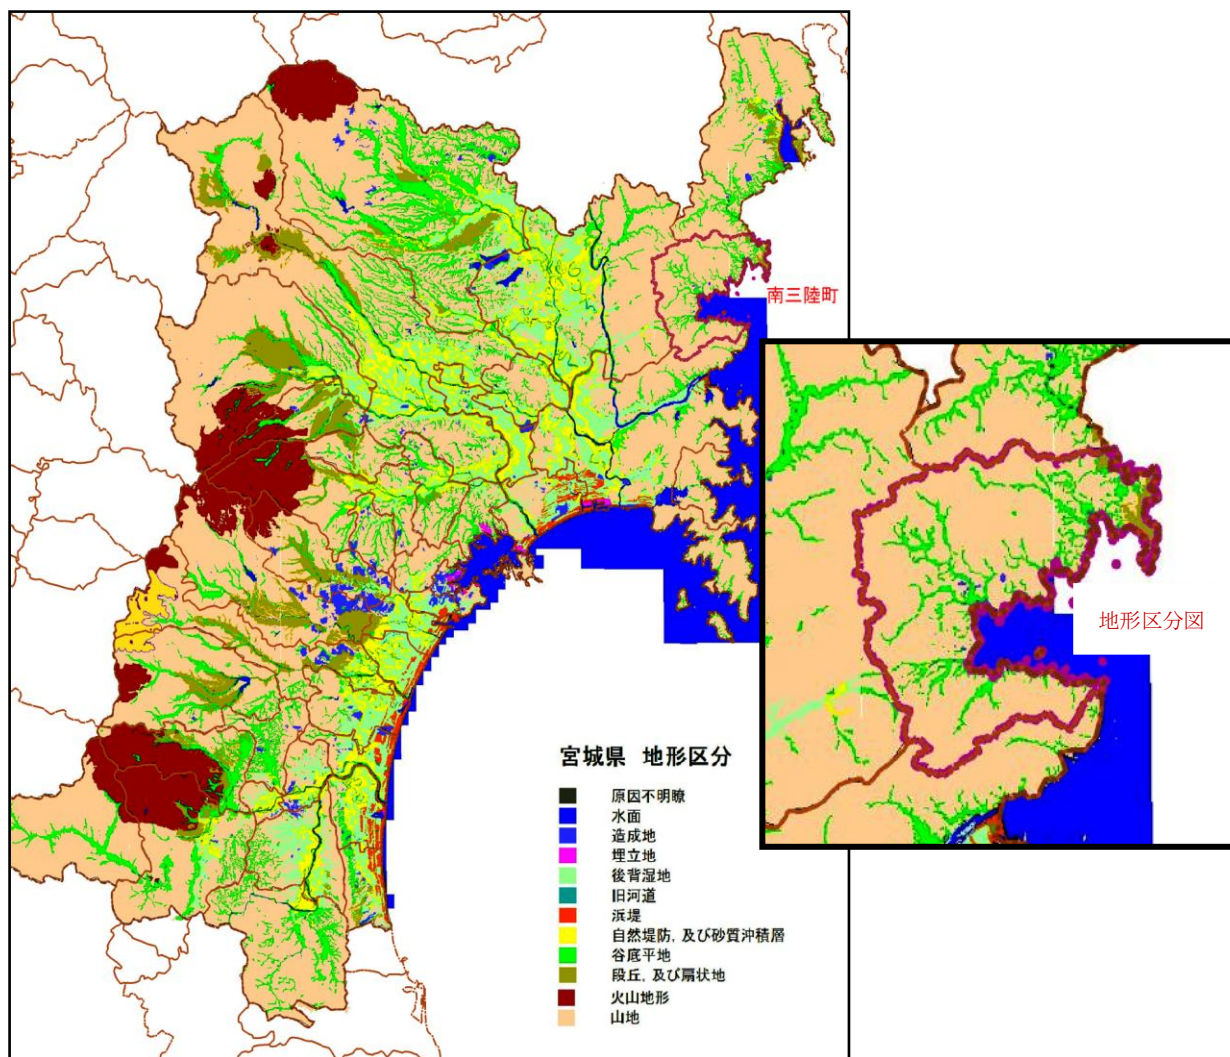 南三陸町
地形区分図
宮城県 地形区分
原因不明瞭
水面
造成地
埋立地
後背湿地
旧河道
浜堤
自然堤防, 及び砂質沖積層
谷底平地
段丘, 及び扇状地
火山地形
山地